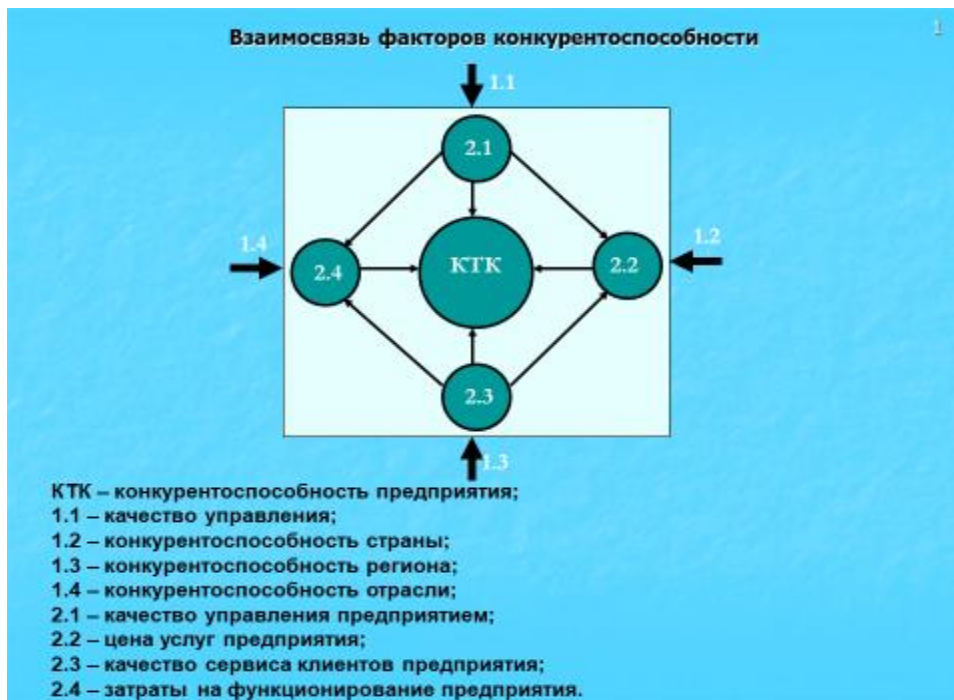 Взаимосвязь факторов конкурентоспособности
1
1.1
2.1
1.4
1.2
2.4
КТК
2.2
2.3
1.3
КТК – конкурентоспособность предприятия;
1.1 – качество управления;
1.2 – конкурентоспособность страны;
1.3 – конкурентоспособность региона;
1.4 – конкурентоспособность отрасли;
2.1 – качество управления предприятием;
2.2 – цена услуг предприятия;
2.3 – качество сервиса клиентов предприятия;
2.4 – затраты на функционирование предприятия.